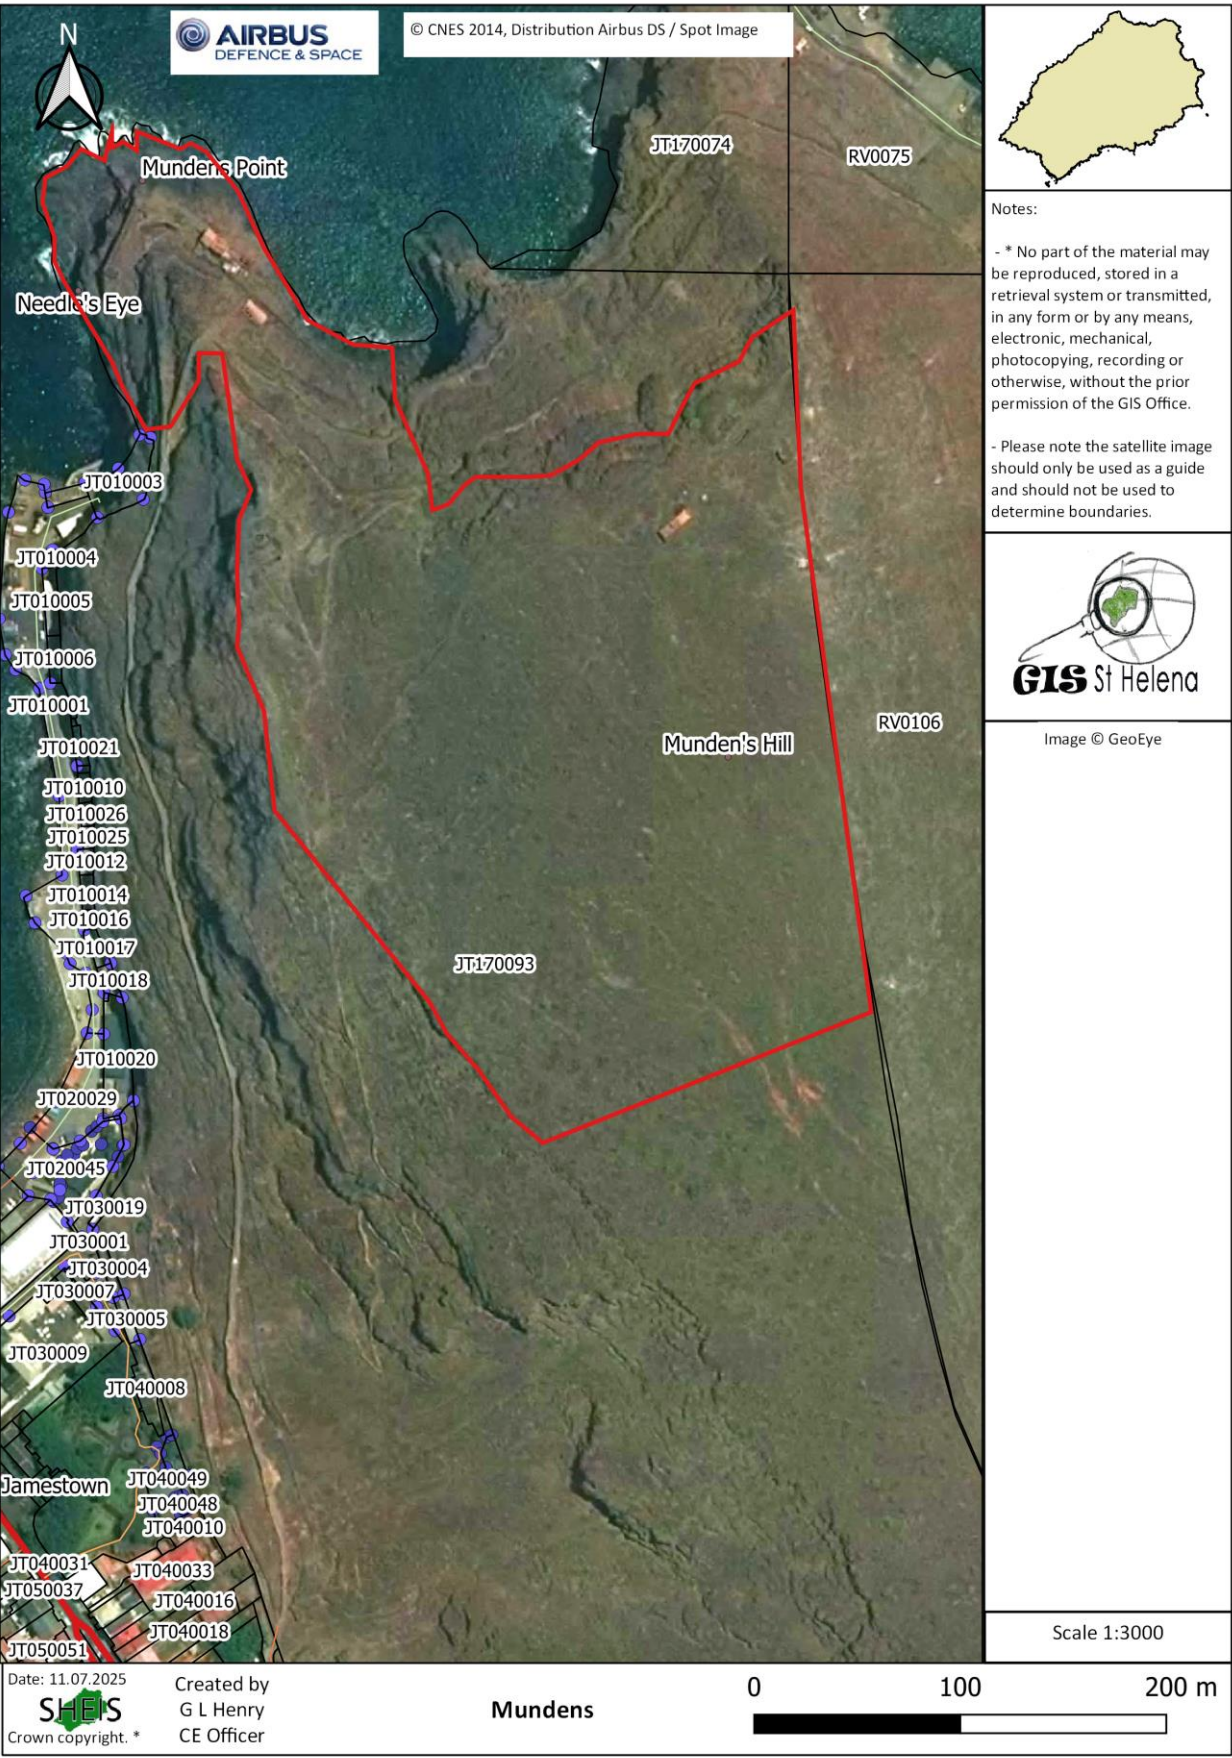 N
AIRBUS
DEFENCE & SPACE
© CNES 2014, Distribution Airbus DS / Spot Image
JT170074
RV0075
Mundens Point
Needle's Eye
JT010003
JT010004
JT010005
JT010006
JT010001
JT010021
JT010010
JT010026
JT010025
JT010012
JT010014
JT010016
JT010017
JT010018
JT010020
JT020029
JT020045
JT030019
JT030001
JT030004
JT030007
JT030005
JT030009
JT040008
Jamestown
JT040049
JT040048
JT040010
JT040031
JT040033
JT050037
JT040016
JT040018
JT050051
Munden's Hill
RV0106
JT170093
Notes:
- * No part of the material may
be reproduced, stored in a
retrieval system or transmitted,
in any form or by any means,
electronic, mechanical,
photocopying, recording or
otherwise, without the prior
permission of the GIS Office.
- Please note the satellite image
should only be used as a guide
and should not be used to
determine boundaries.
GIS St Helena
Image © GeoEye
Scale 1:3000
Date: 11.07.2025
SHEIS
Crown copyright. *
Created by
G L Henry
CE Officer
Mundens
0 100 200 m